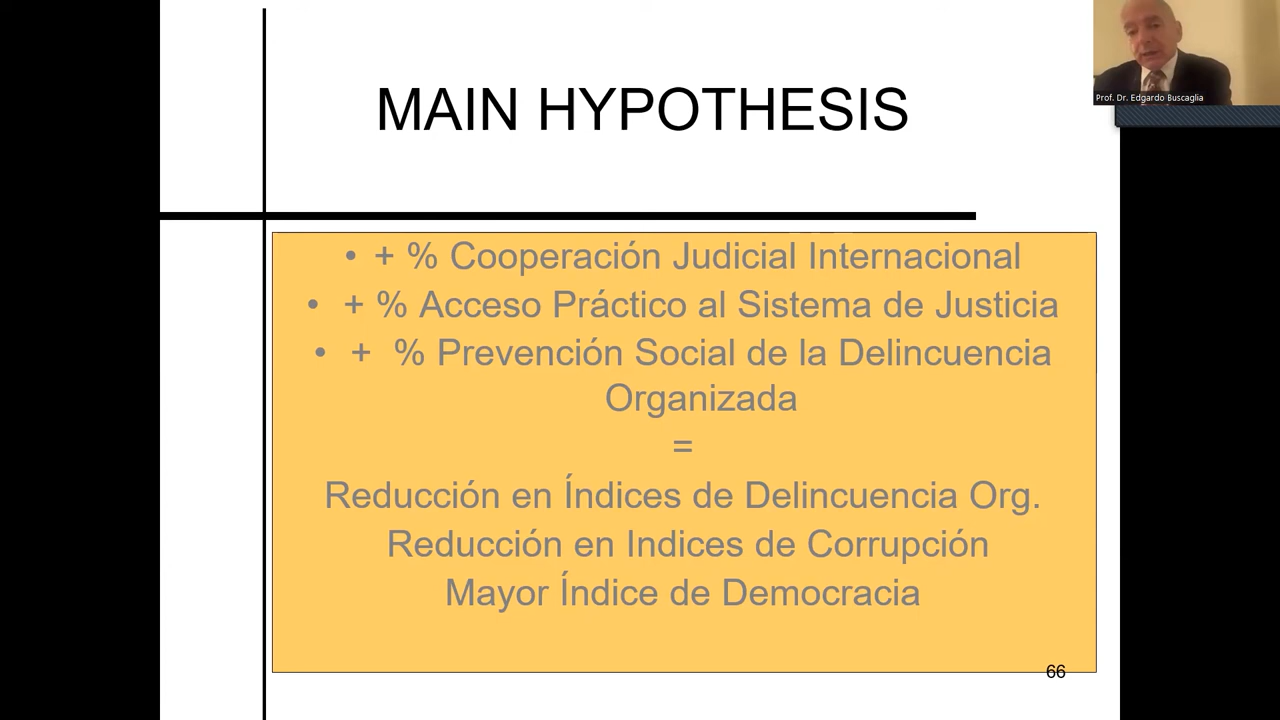 MAIN HYPOTHESIS
Prof. Dr. Edgardo Buscaglia
• + % Cooperación Judicial Internacional
• + % Acceso Práctico al Sistema de Justicia
• + % Prevención Social de la Delincuencia
Organizada
=
Reducción en Índices de Delincuencia Org.
Reducción en Indices de Corrupción
Mayor Índice de Democracia
66